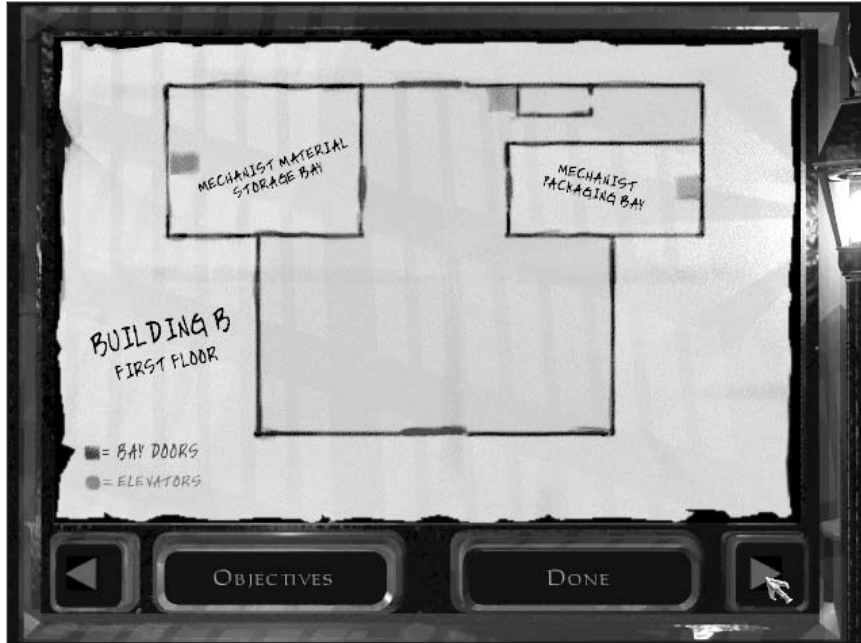 MECHANIST MATERIAL
STORAGE BAY
MECHANIST
PACKAGING BAY
BUILDING B
FIRST FLOOR
= BAY DOORS
= ELEVATORS
OBJECTIVES
DONE